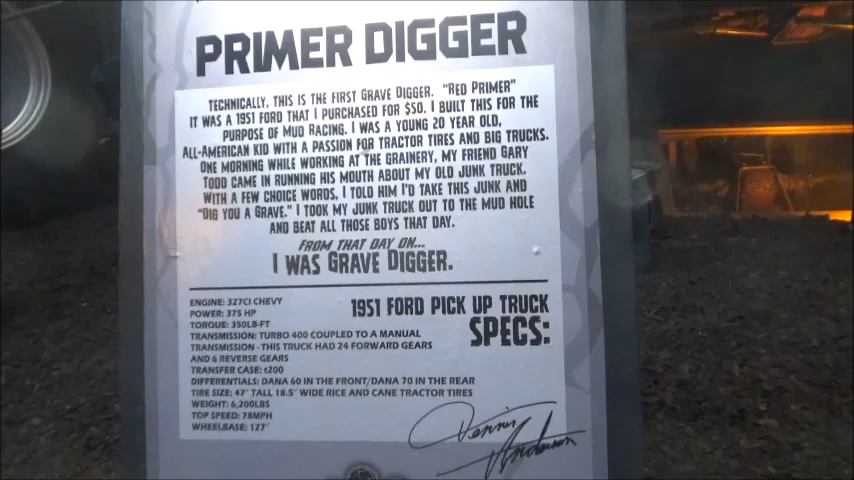 PRIMER DIGGER
TECHNICALLY, THIS IS THE FIRST GRAVE DIGGER. "RED PRIMER"
IT WAS A 1951 FORD THAT I PURCHASED FOR $50. I BUILT THIS FOR THE
PURPOSE OF MUD RACING. I WAS A YOUNG 20 YEAR OLD,
ALL-AMERICAN KID WITH A PASSION FOR TRACTOR TIRES AND BIG TRUCKS.
ONE MORNING WHILE WORKING AT THE GRAINERY, MY FRIEND GARY
TODD CAME IN RUNNING HIS MOUTH ABOUT MY OLD JUNK TRUCK.
WITH A FEW CHOICE WORDS, I TOLD HIM I'D TAKE THIS JUNK AND
"DIG YOU A GRAVE." I TOOK MY JUNK TRUCK OUT TO THE MUD HOLE
AND BEAT ALL THOSE BOYS THAT DAY.
FROM THAT DAY ON...
I WAS GRAVE DIGGER.
1951 FORD PICK UP TRUCK
SPECS:
ENGINE: 327CI CHEVY
POWER: 375 HP
TORQUE: 350LB-FT
TRANSMISSION: TURBO 400 COUPLED TO A MANUAL
TRANSMISSION - THIS TRUCK HAD 24 FORWARD GEARS
AND 6 REVERSE GEARS
TRANSFER CASE: t200
DIFFERENTIALS: DANA 60 IN THE FRONT/DANA 70 IN THE REAR
TIRE SIZE: 47" TALL 18.5" WIDE RICE AND CANE TRACTOR TIRES
WEIGHT: 6,200LBS
TOP SPEED: 78MPH
WHEELBASE: 127"
Dennis
Anderson